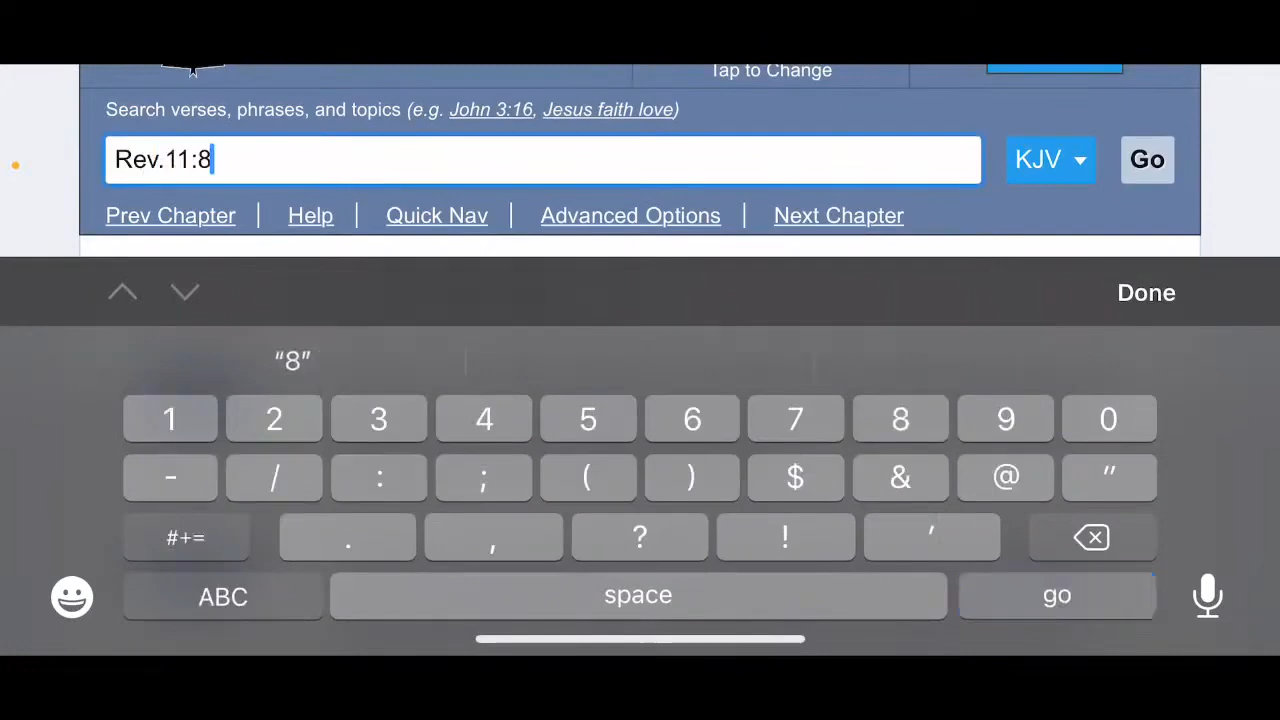 Tap to Change
Search verses, phrases, and topics (e.g. John 3:16, Jesus faith love)
Rev.11:8 KJV Go
Prev Chapter | Help | Quick Nav | Advanced Options | Next Chapter
Done
“8”
1 2 3 4 5 6 7 8 9 0
- / : ; ( ) $ & @ "
#+= . , ? ! '
ABC space go